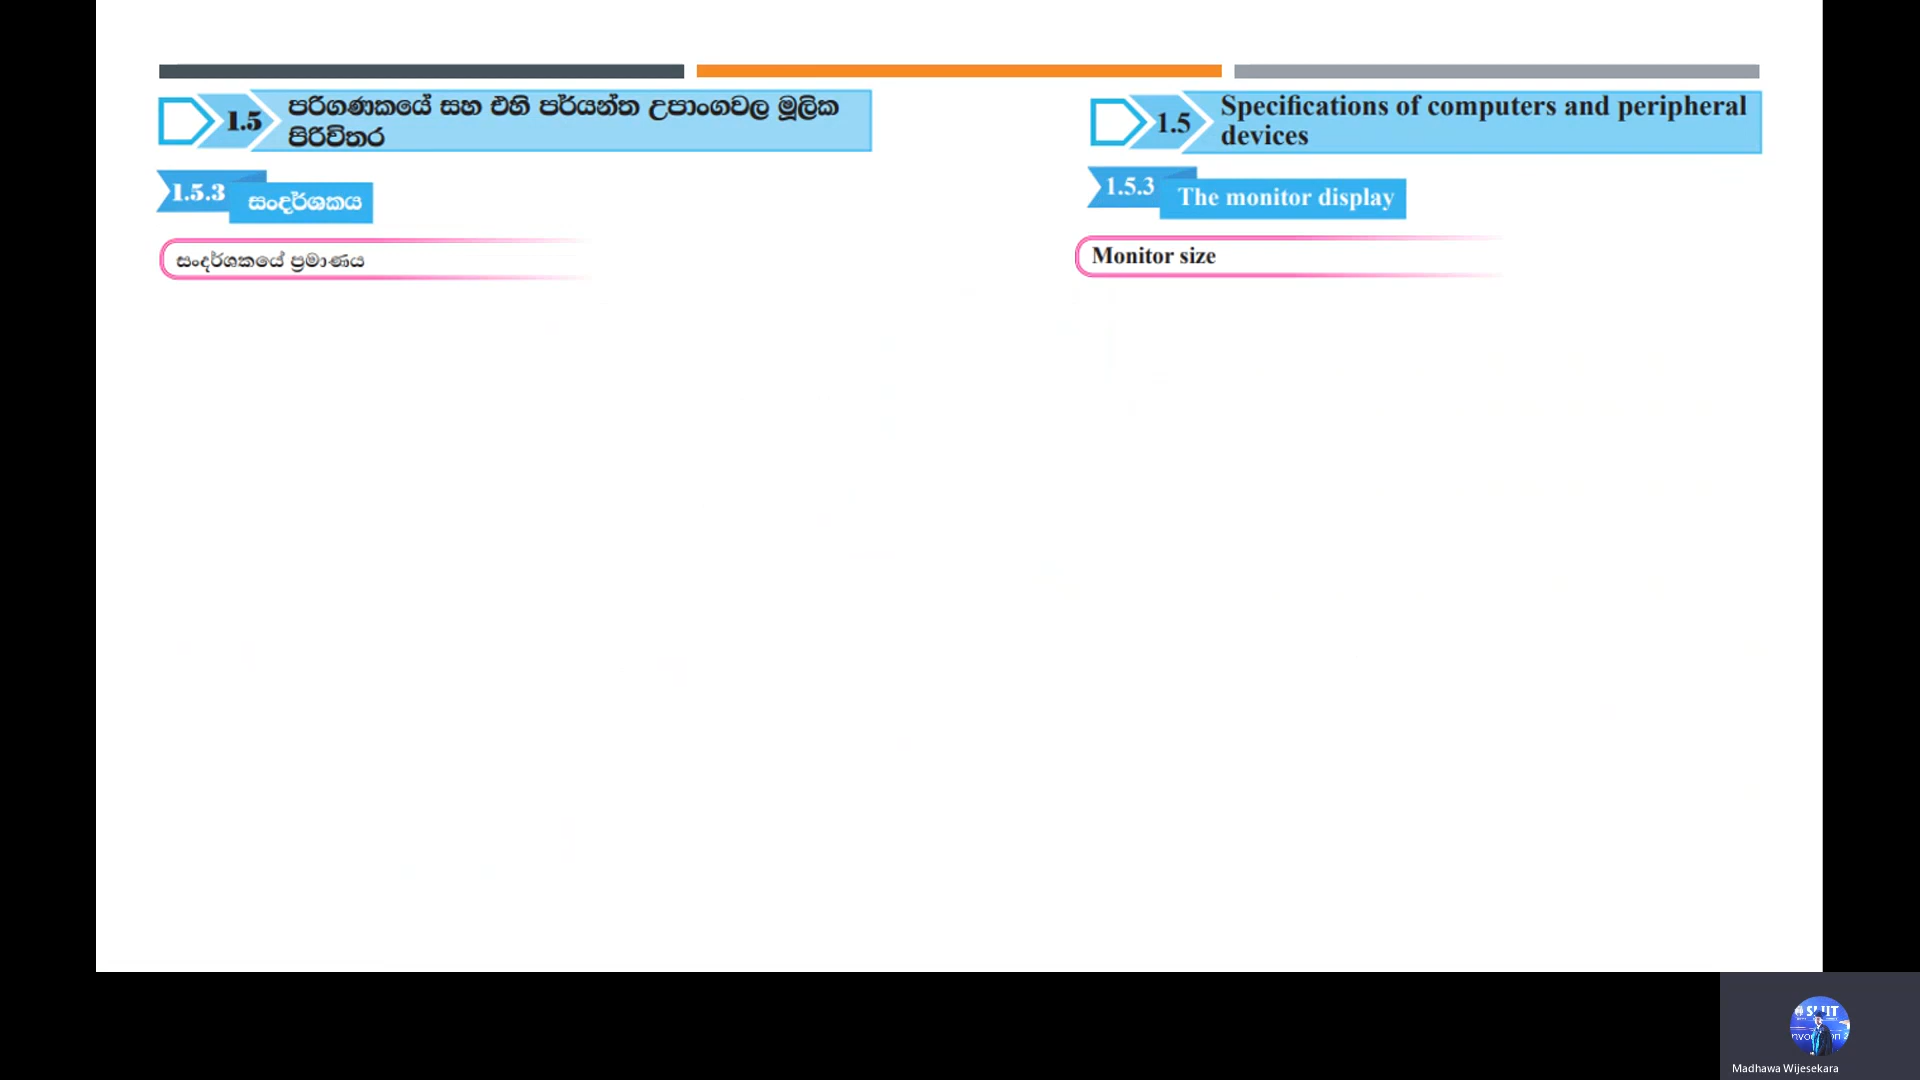 1.5 පරිගණකයේ සහ එහි පර්යන්ත උපාංගවල මූලික
පිරිවිතර
1.5.3 සංදර්ශකය
සංදර්ශකයේ ප්‍රමාණය
1.5 Specifications of computers and peripheral
devices
1.5.3 The monitor display
Monitor size
SLIIT
Madhawa Wijesekara